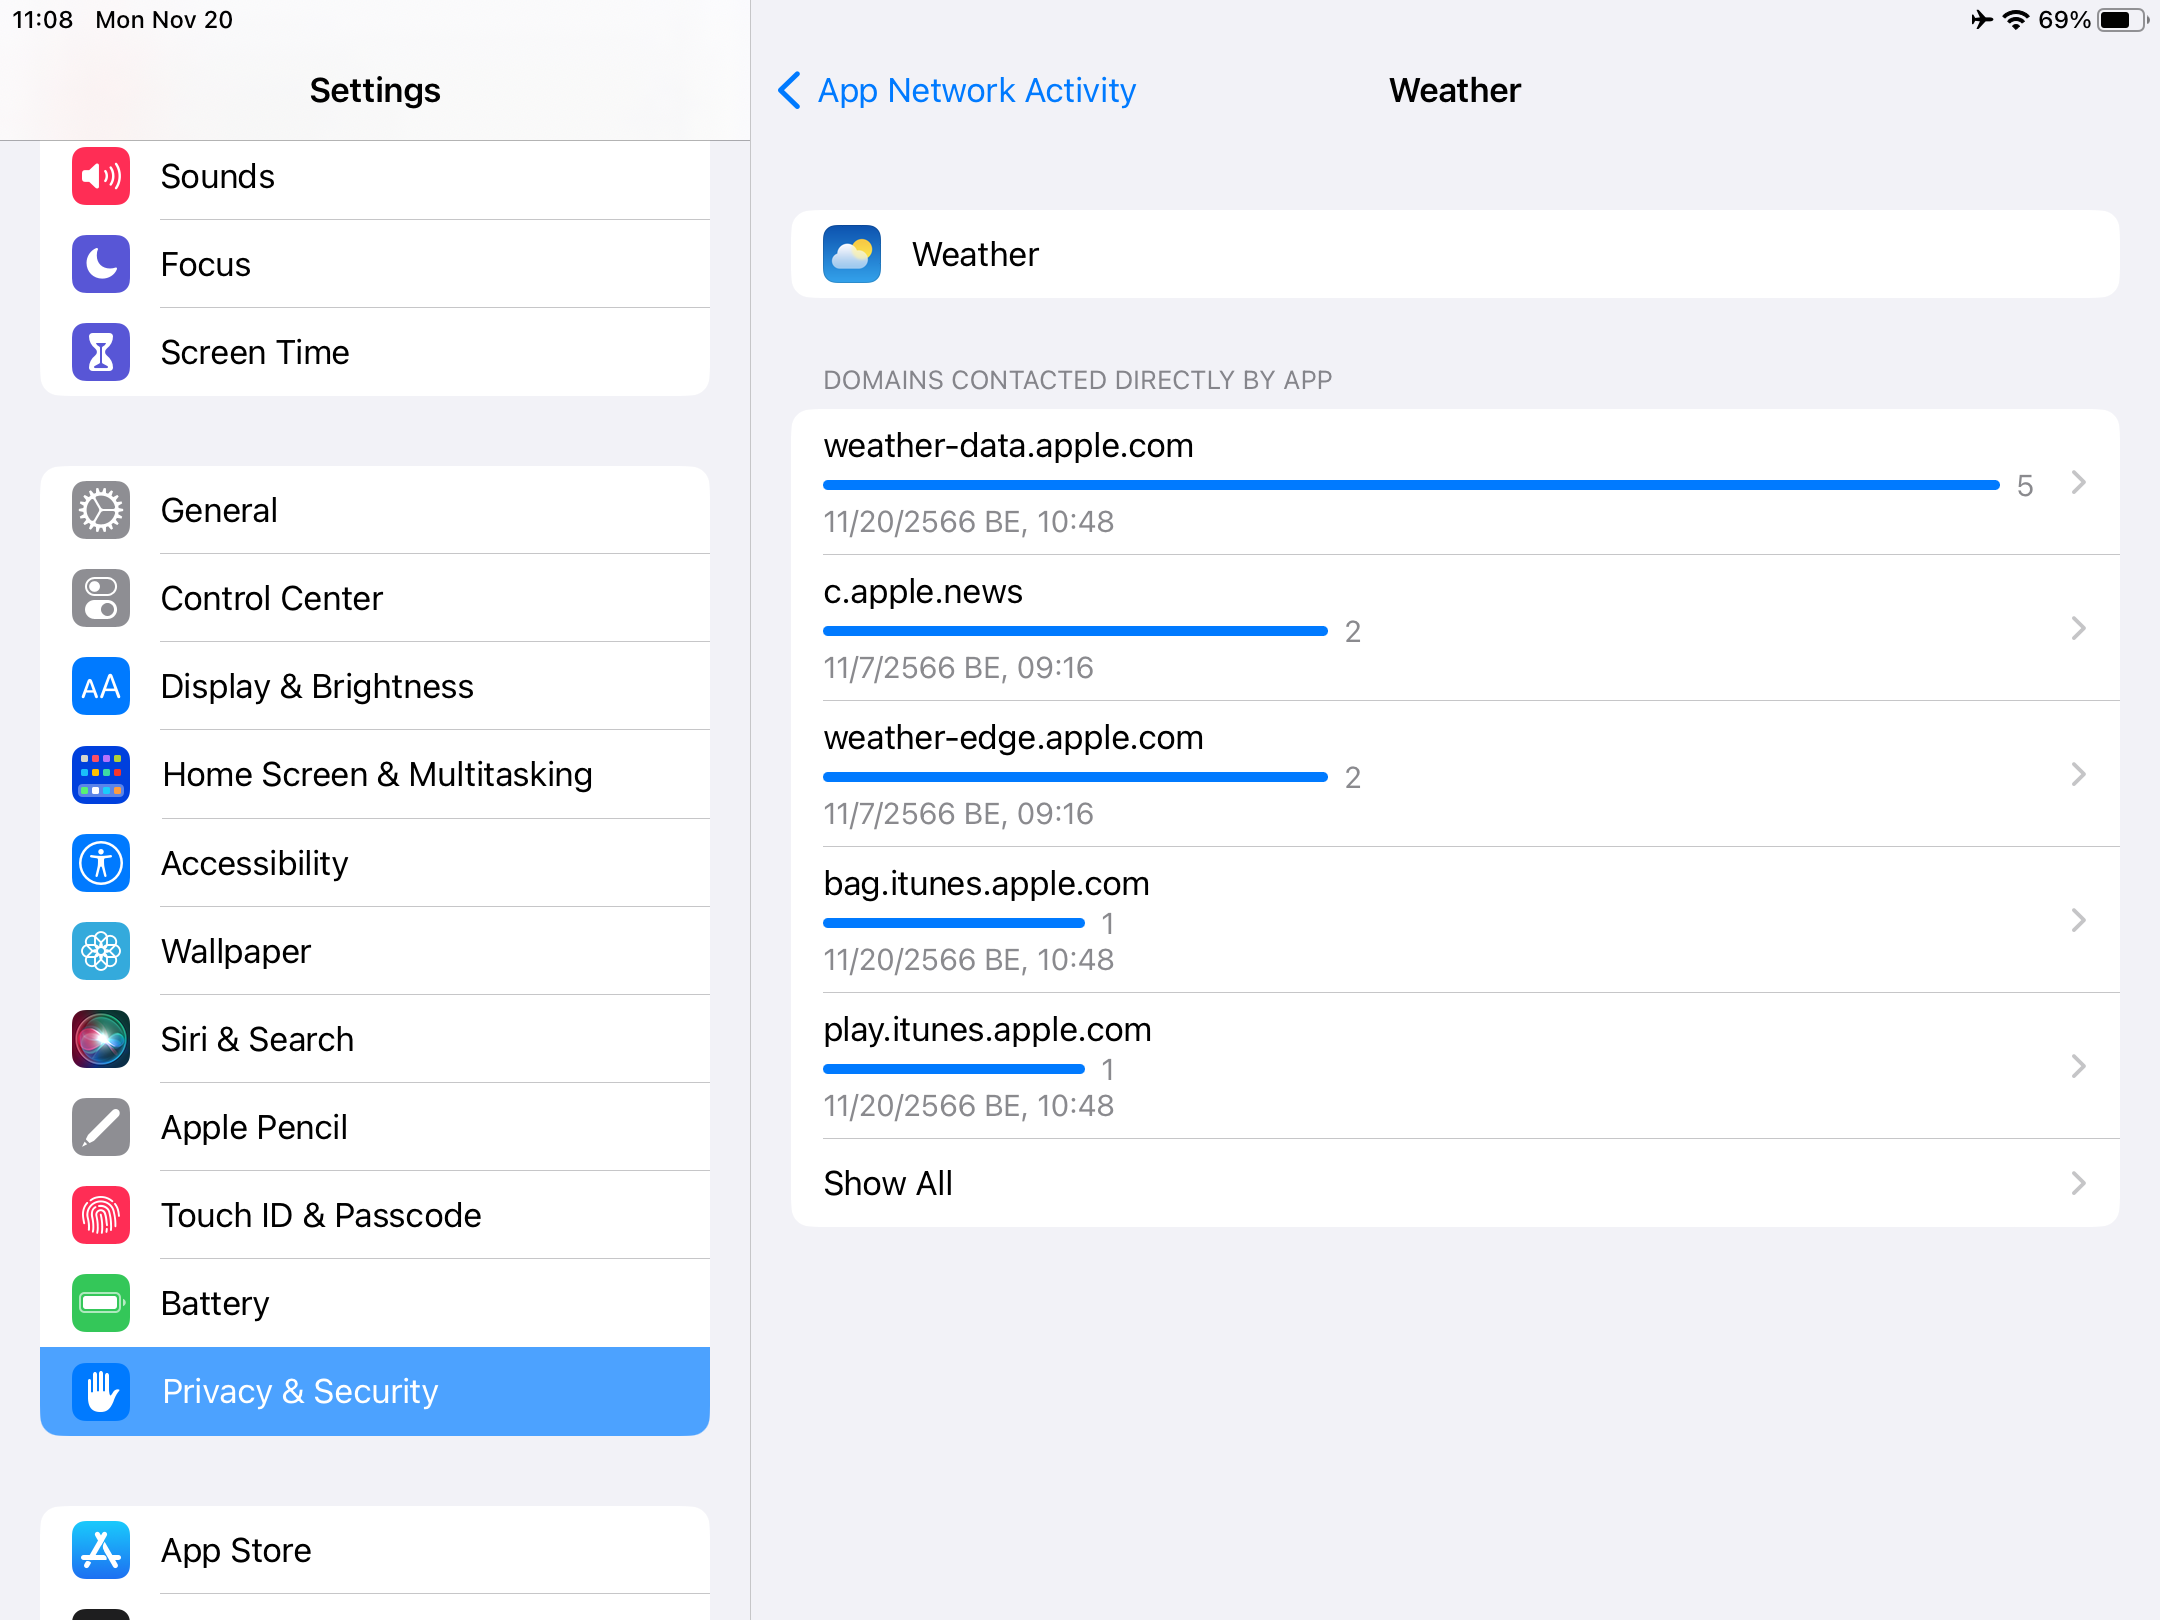 11:08 Mon Nov 20
69%
Settings
Sounds
Focus
Screen Time
General
Control Center
AA
Display & Brightness
Home Screen & Multitasking
Accessibility
Wallpaper
Siri & Search
Apple Pencil
Touch ID & Passcode
Battery
Privacy & Security
App Store
App Network Activity
Weather
Weather
DOMAINS CONTACTED DIRECTLY BY APP
weather-data.apple.com
5
11/20/2566 BE, 10:48
c.apple.news
2
11/7/2566 BE, 09:16
weather-edge.apple.com
2
11/7/2566 BE, 09:16
bag.itunes.apple.com
1
11/20/2566 BE, 10:48
play.itunes.apple.com
1
11/20/2566 BE, 10:48
Show All